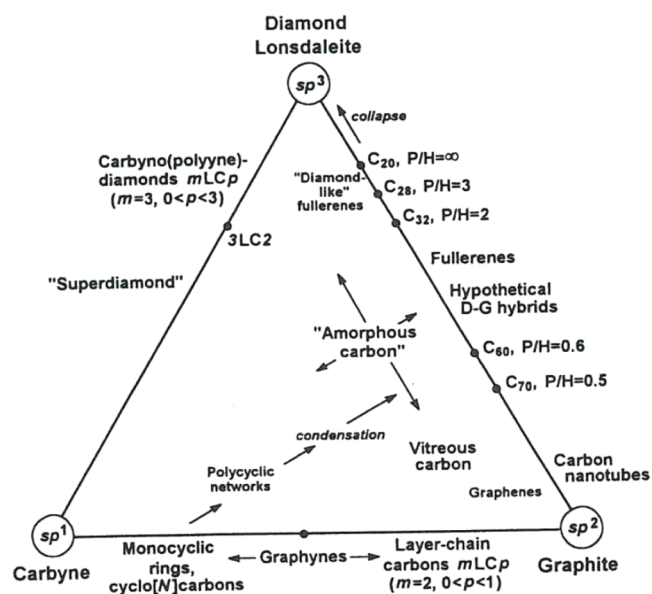 Diamond
Lonsdaleite
sp3
collapse
C20, P/H=∞
Carbyno(polyyne)-
diamonds mLCp
(m=3, 0<p<3)
"Diamond-
like"
fullerenes
C28, P/H=3
C32, P/H=2
3LC2
Fullerenes
"Superdiamond"
Hypothetical
D-G hybrids
"Amorphous
carbon"
C60, P/H=0.6
C70, P/H=0.5
condensation
Vitreous
carbon
Polycyclic
networks
Carbon
nanotubes
Graphenes
sp1
sp2
Carbyne
Monocyclic
rings,
cyclo[N]carbons
Graphynes
Layer-chain
carbons mLCp
(m=2, 0<p<1)
Graphite